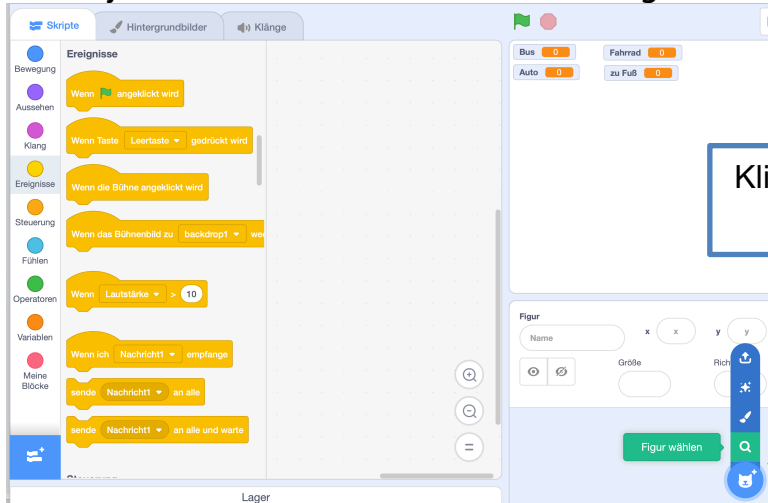 Skripte
Hintergrundbilder
Klänge
Bewegung
Aussehen
Klang
Ereignisse
Steuerung
Fühlen
Operatoren
Variablen
Meine
Blöcke
Ereignisse
Wenn angeklickt wird
Wenn Taste Leertaste gedrückt wird
Wenn die Bühne angeklickt wird
Wenn das Bühnenbild zu backdrop1 wec
Wenn Lautstärke > 10
Wenn ich Nachricht1 empfange
sende Nachricht1 an alle
sende Nachricht1 an alle und warte
Lager
Bus 0
Fahrrad 0
Auto 0
zu Fuß 0
Kli
Figur
Name
x x
y y
Größe
Rich
Figur wählen